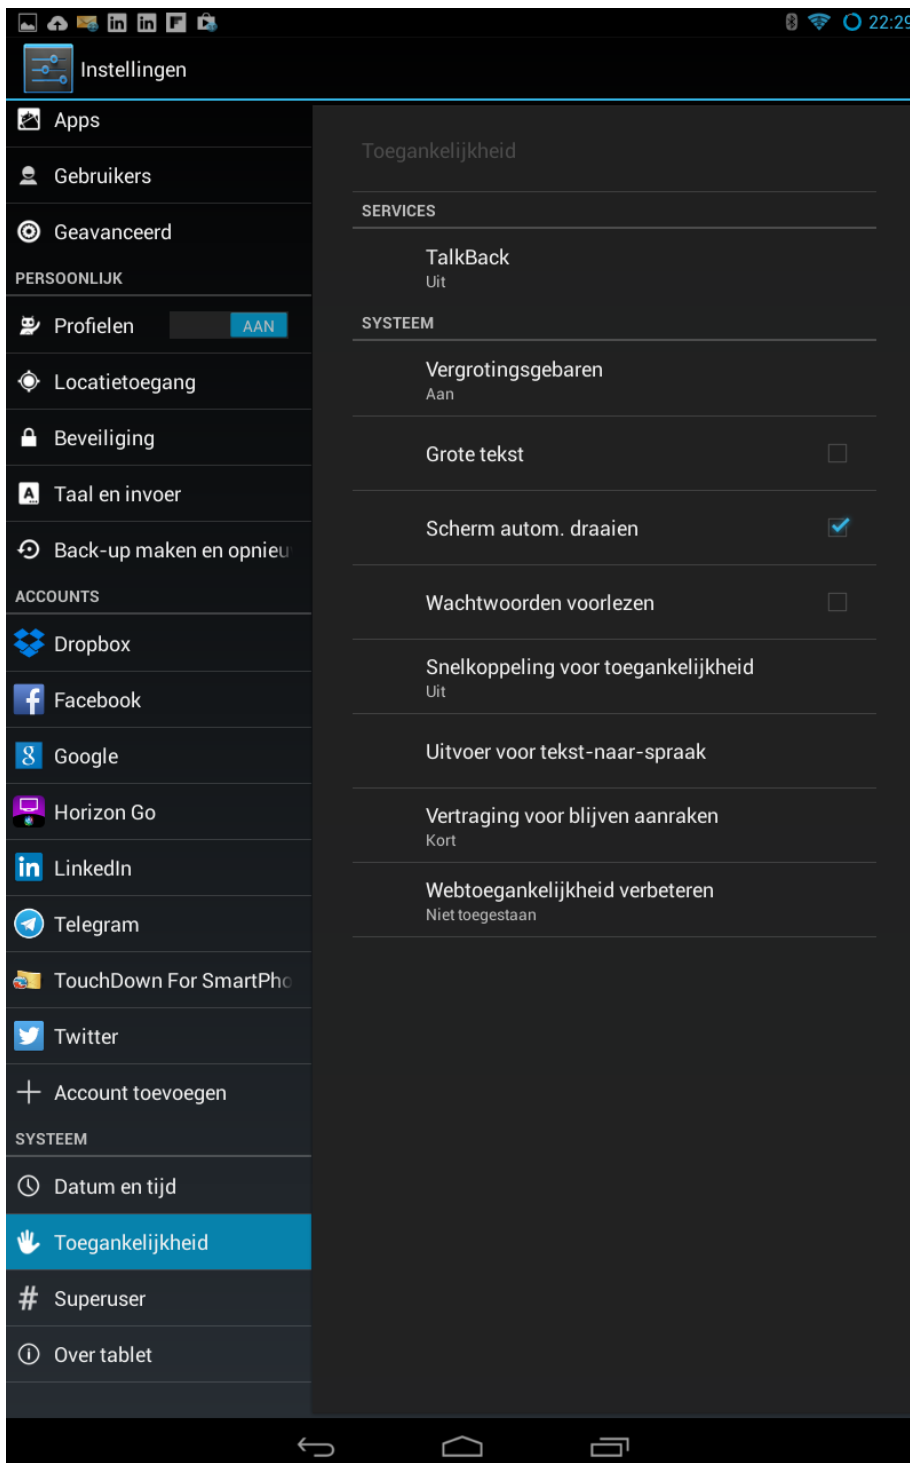 22:29
Instellingen
Apps
Gebruikers
Geavanceerd
PERSOONLIJK
Profielen AAN
Locatietoegang
Beveiliging
Taal en invoer
Back-up maken en opnieu
ACCOUNTS
Dropbox
Facebook
Google
Horizon Go
LinkedIn
Telegram
TouchDown For SmartPho
Twitter
Account toevoegen
SYSTEEM
Datum en tijd
Toegankelijkheid
Superuser
Over tablet
Toegankelijkheid
SERVICES
TalkBack
Uit
SYSTEEM
Vergrotingsgebaren
Aan
Grote tekst
Scherm autom. draaien
Wachtwoorden voorlezen
Snelkoppeling voor toegankelijkheid
Uit
Uitvoer voor tekst-naar-spraak
Vertraging voor blijven aanraken
Kort
Webtoegankelijkheid verbeteren
Niet toegestaan